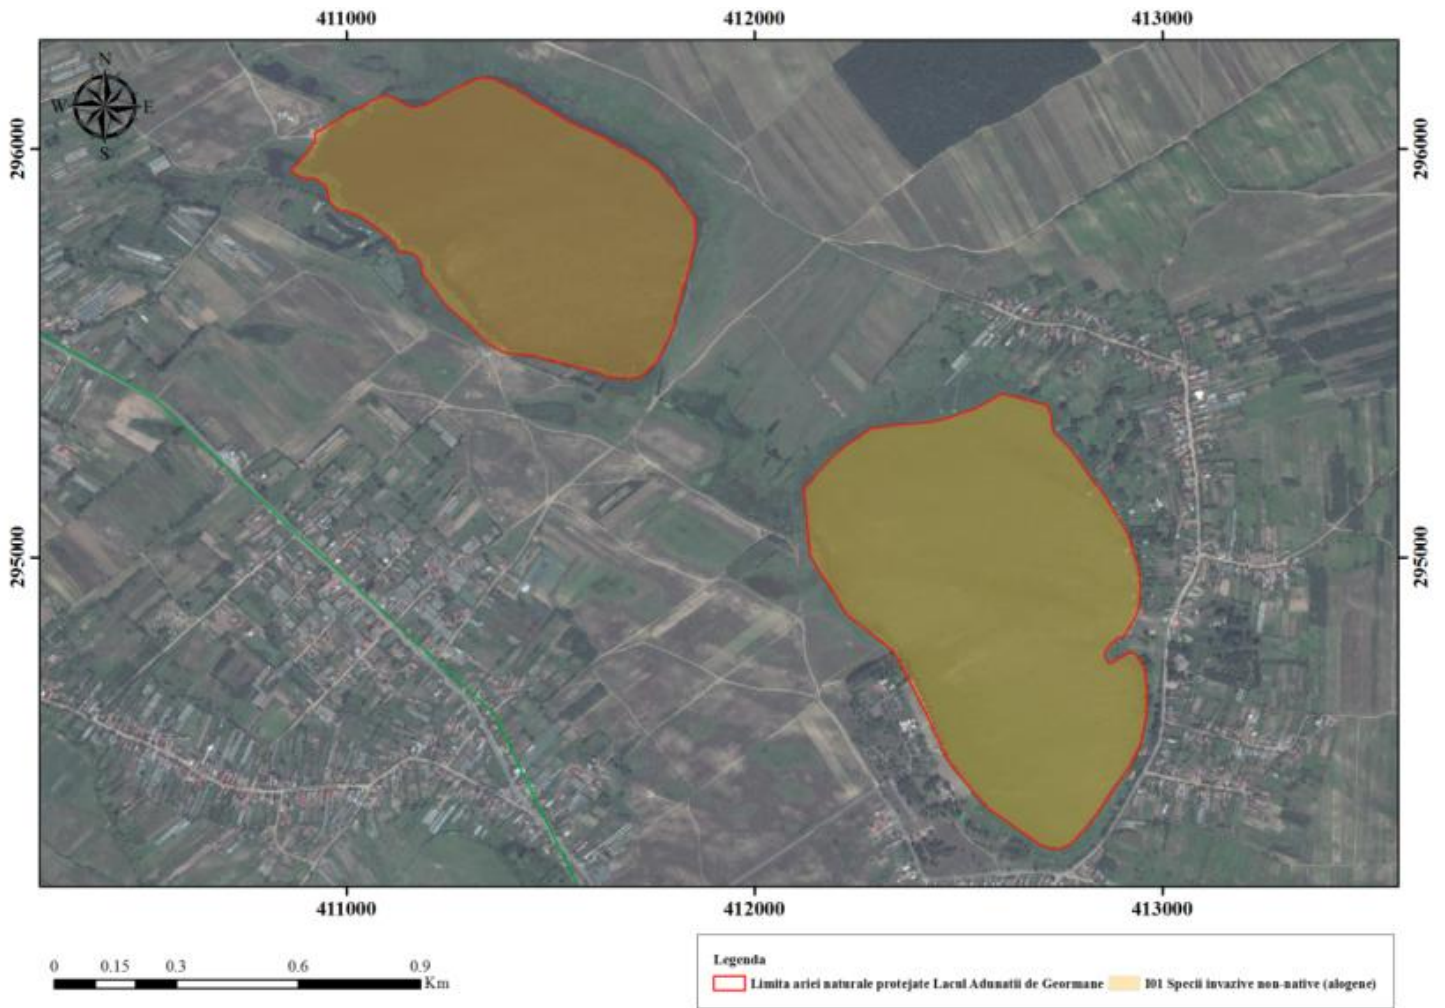 411000 412000 413000
N
W E
S
296000 296000
295000 295000
411000 412000 413000
0 0.15 0.3 0.6 0.9
Km
Legenda
Limita ariei naturale protejate Lacul Adunatii de Geormane I01 Specii invazive non-native (alogene)